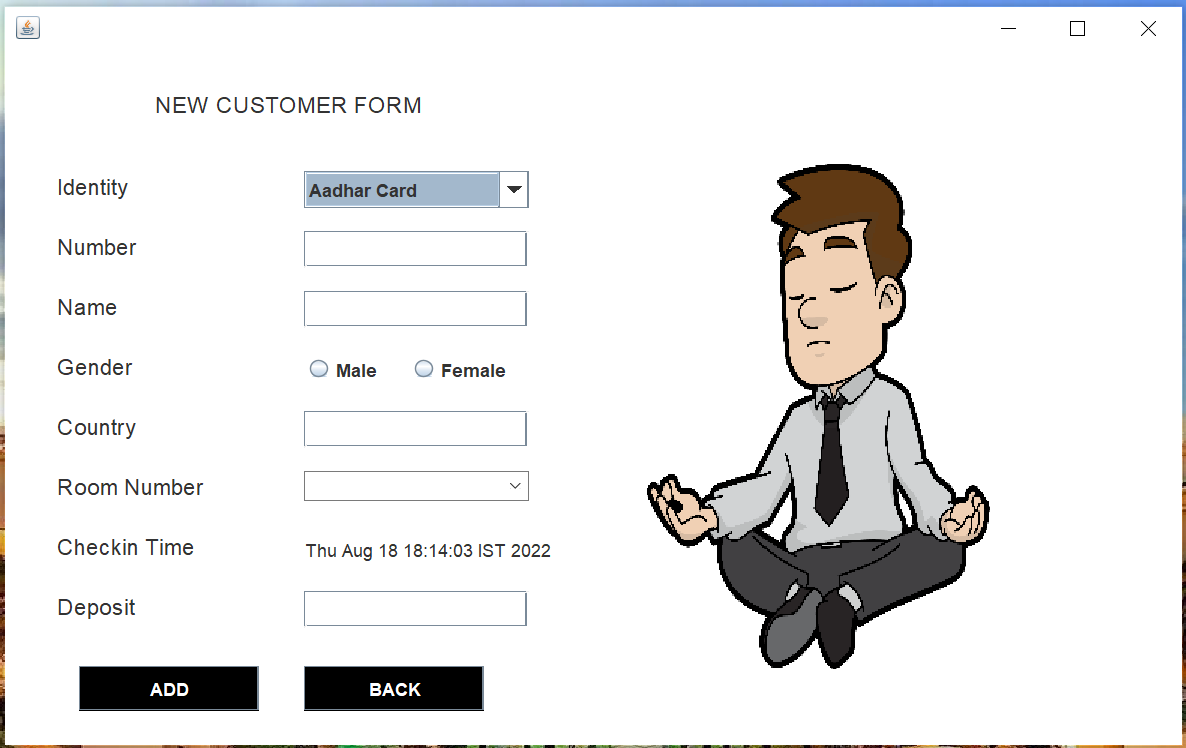 NEW CUSTOMER FORM
Identity Aadhar Card
Number
Name
Gender Male Female
Country
Room Number
Checkin Time Thu Aug 18 18:14:03 IST 2022
Deposit
ADD BACK